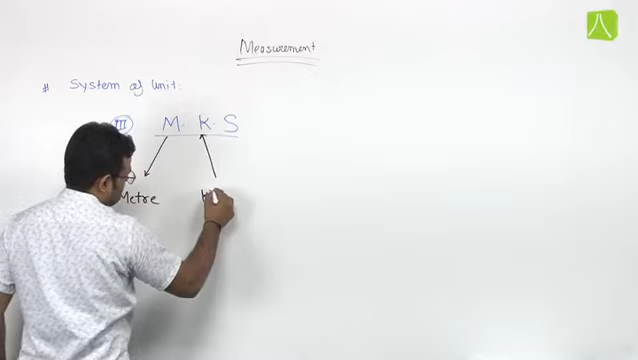 Measurement
# System of Unit:
III M. K. S
Metre